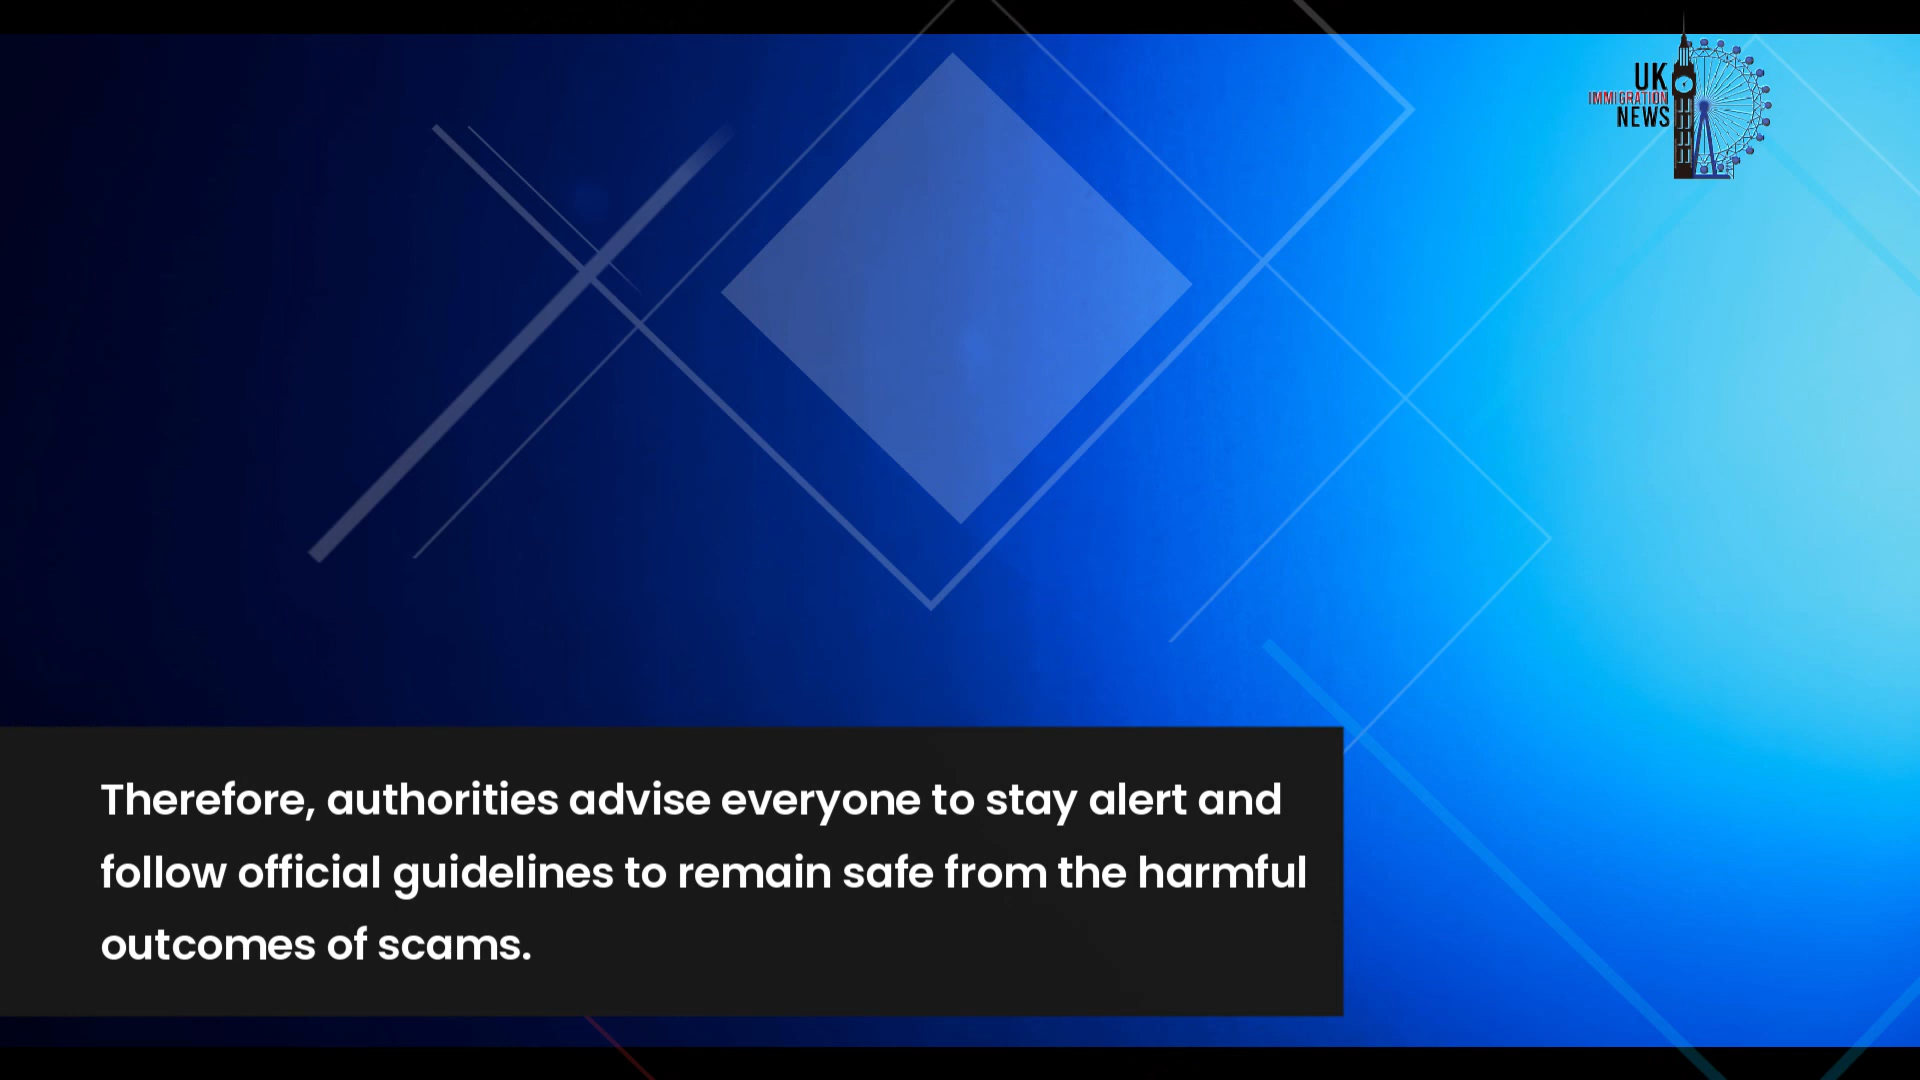 UK
IMMIGRATION
NEWS
Therefore, authorities advise everyone to stay alert and
follow official guidelines to remain safe from the harmful
outcomes of scams.